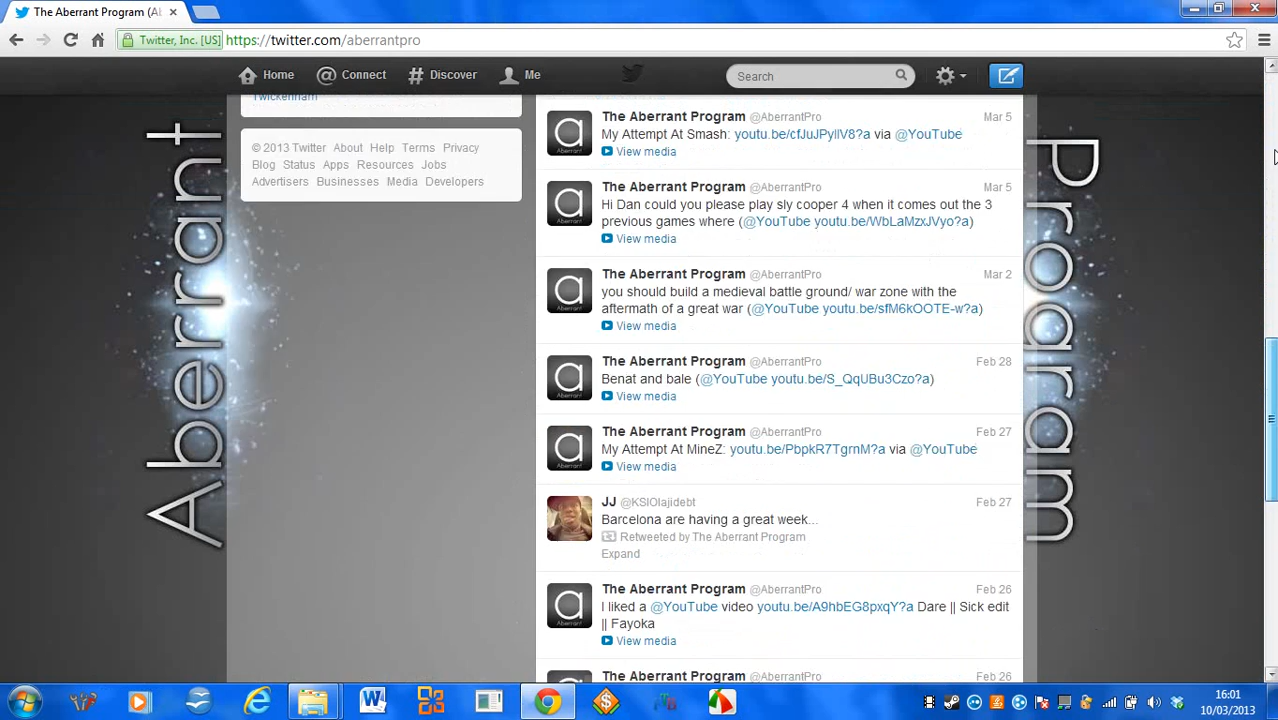 The Aberrant Program (Ab
Twitter, Inc. [US] https://twitter.com/aberrantpro
Home Connect Discover Me Search
Twickenham
© 2013 Twitter About Help Terms Privacy
Blog Status Apps Resources Jobs
Advertisers Businesses Media Developers
Aberrant
Program
The Aberrant Program @AberrantPro Mar 5
My Attempt At Smash: youtu.be/cfJuJPyIlV8?a via @YouTube
View media
The Aberrant Program @AberrantPro Mar 5
Hi Dan could you please play sly cooper 4 when it comes out the 3
previous games where (@YouTube youtu.be/WbLaMzxJVyo?a)
View media
The Aberrant Program @AberrantPro Mar 2
you should build a medieval battle ground/ war zone with the
aftermath of a great war (@YouTube youtu.be/sfM6kOOTE-w?a)
View media
The Aberrant Program @AberrantPro Feb 28
Benat and bale (@YouTube youtu.be/S_QqUBu3Czo?a)
View media
The Aberrant Program @AberrantPro Feb 27
My Attempt At MineZ: youtu.be/PbpkR7TgrnM?a via @YouTube
View media
JJ @KSIOlajidebt Feb 27
Barcelona are having a great week...
Retweeted by The Aberrant Program
Expand
The Aberrant Program @AberrantPro Feb 26
I liked a @YouTube video youtu.be/A9hbEG8pxqY?a Dare || Sick edit
|| Fayoka
View media
The Aberrant Program @AberrantPro Feb 26
16:01
10/03/2013